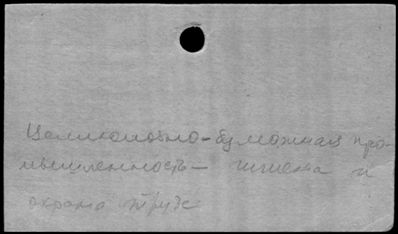 Целлюлозно-бумажная про-
мышленность – гигиена и
охрана труда